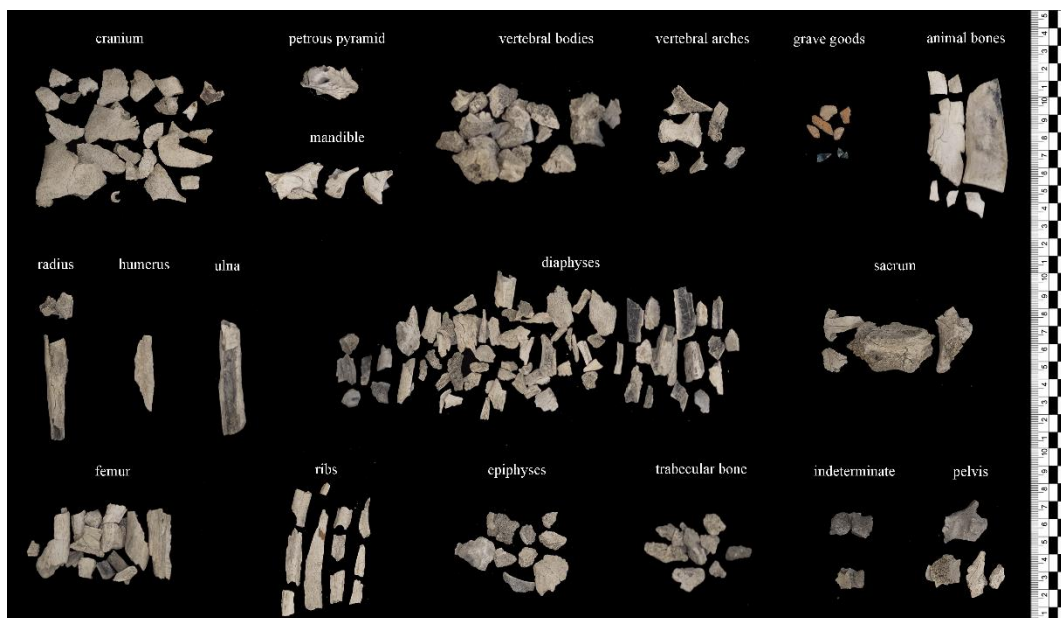 cranium petrous pyramid vertebral bodies vertebral arches grave goods animal bones
mandible
radius humerus ulna diaphyses sacrum
femur ribs epiphyses trabecular bone indeterminate pelvis